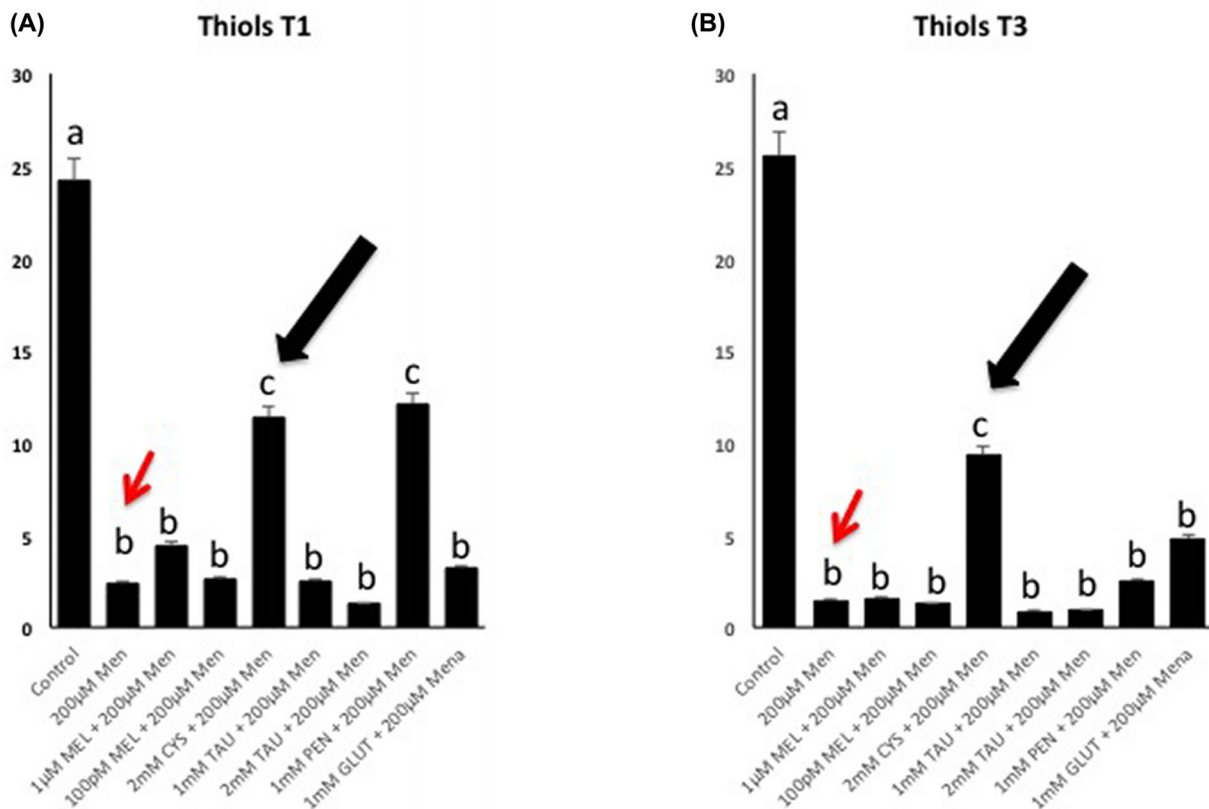 (A)
Thiols T1
30
25
20
15
10
5
0
a
b
b
b
c
b
b
c
b
Control
200µM Men
1µM MEL + 200µM Men
100pM MEL + 200µM Men
2mM CYS + 200µM Men
1mM TAU + 200µM Men
2mM TAU + 200µM Men
1mM PEN + 200µM Men
1mM GLUT + 200µM Mena
(B)
Thiols T3
30
25
20
15
10
5
0
a
b
b
b
c
b
b
b
b
Control
200µM Men
1µM MEL + 200µM Men
100pM MEL + 200µM Men
2mM CYS + 200µM Men
1mM TAU + 200µM Men
2mM TAU + 200µM Men
1mM PEN + 200µM Men
1mM GLUT + 200µM Mena